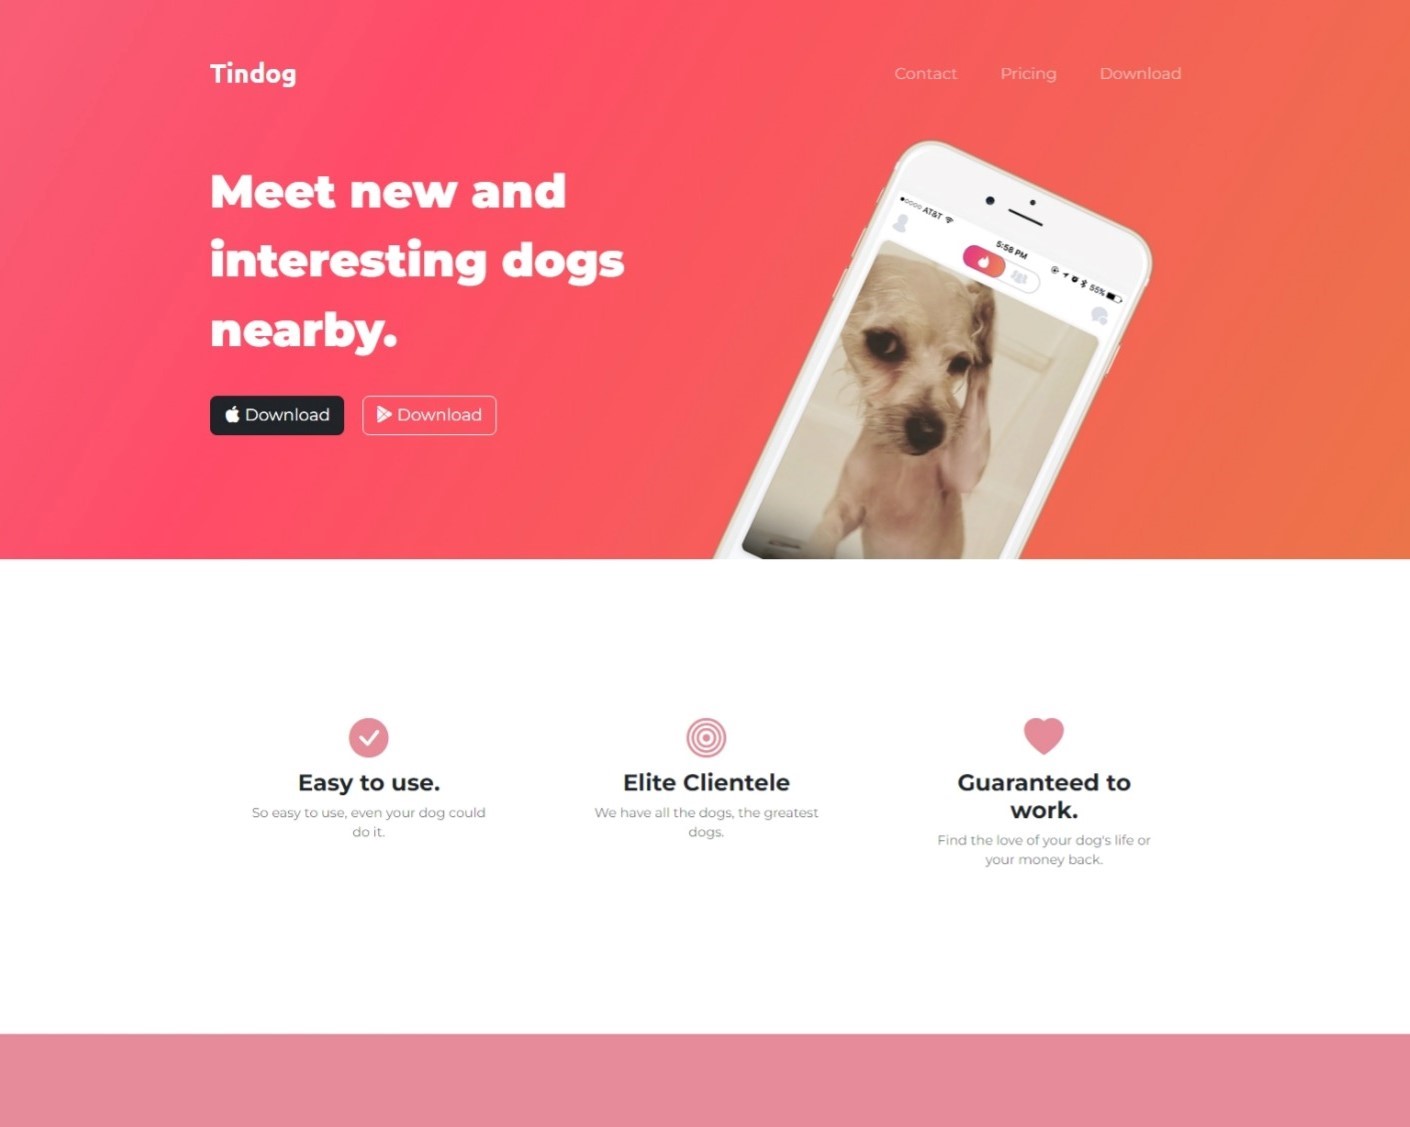 Tindog
Contact Pricing Download
Meet new and
interesting dogs
nearby.
Download Download
AT&T
5:58 PM
55%
Easy to use.
So easy to use, even your dog could
do it.
Elite Clientele
We have all the dogs, the greatest
dogs.
Guaranteed to
work.
Find the love of your dog's life or
your money back.